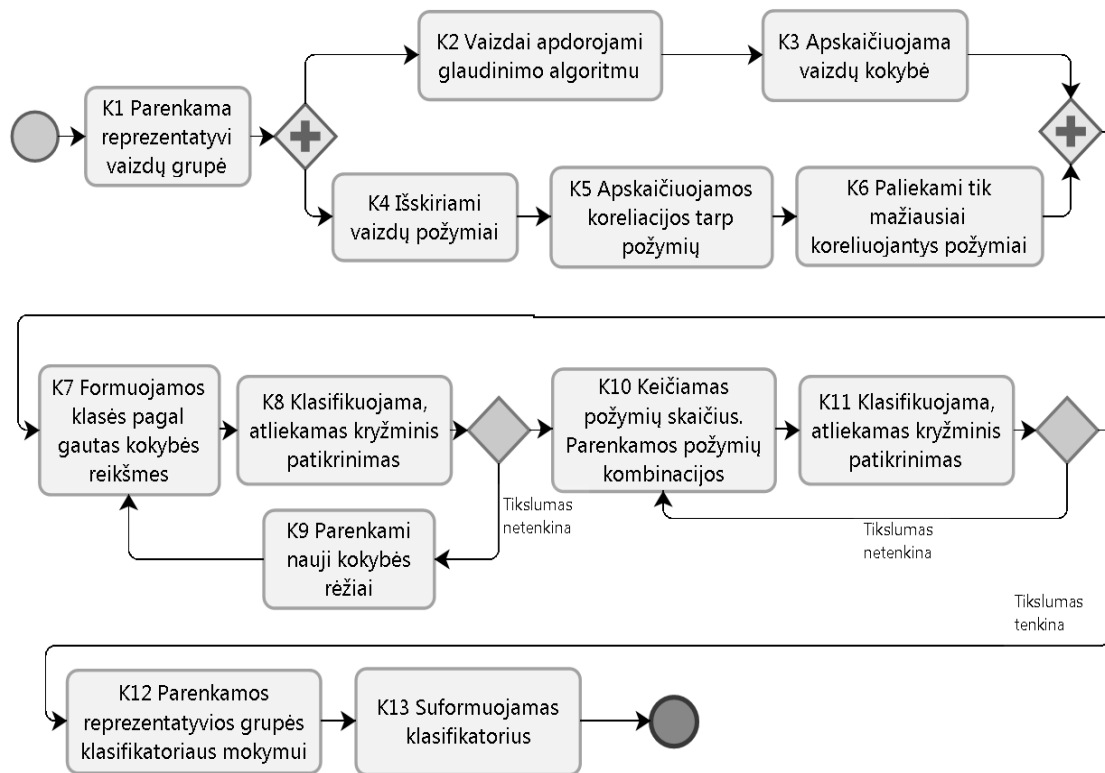 K1 Parenkama
reprezentatyvi
vaizdų grupė
K2 Vaizdai apdorojami
glaudinimo algoritmu
K3 Apskaičiuojama
vaizdų kokybė
K4 Išskiriami
vaizdų požymiai
K5 Apskaičiuojamos
koreliacijos tarp
požymių
K6 Paliekami tik
mažiausiai
koreliuojantys požymiai
K7 Formuojamos
klasės pagal
gautas kokybės
reikšmes
K8 Klasifikuojama,
atliekamas kryžminis
patikrinimas
Tikslumas
netenkina
K9 Parenkami
nauji kokybės
rėžiai
K10 Keičiamas
požymių skaičius.
Parenkamos požymių
kombinacijos
K11 Klasifikuojama,
atliekamas kryžminis
patikrinimas
Tikslumas
netenkina
Tikslumas
tenkina
K12 Parenkamos
reprezentatyvios grupės
klasifikatoriaus mokymui
K13 Suformuojamas
klasifikatorius